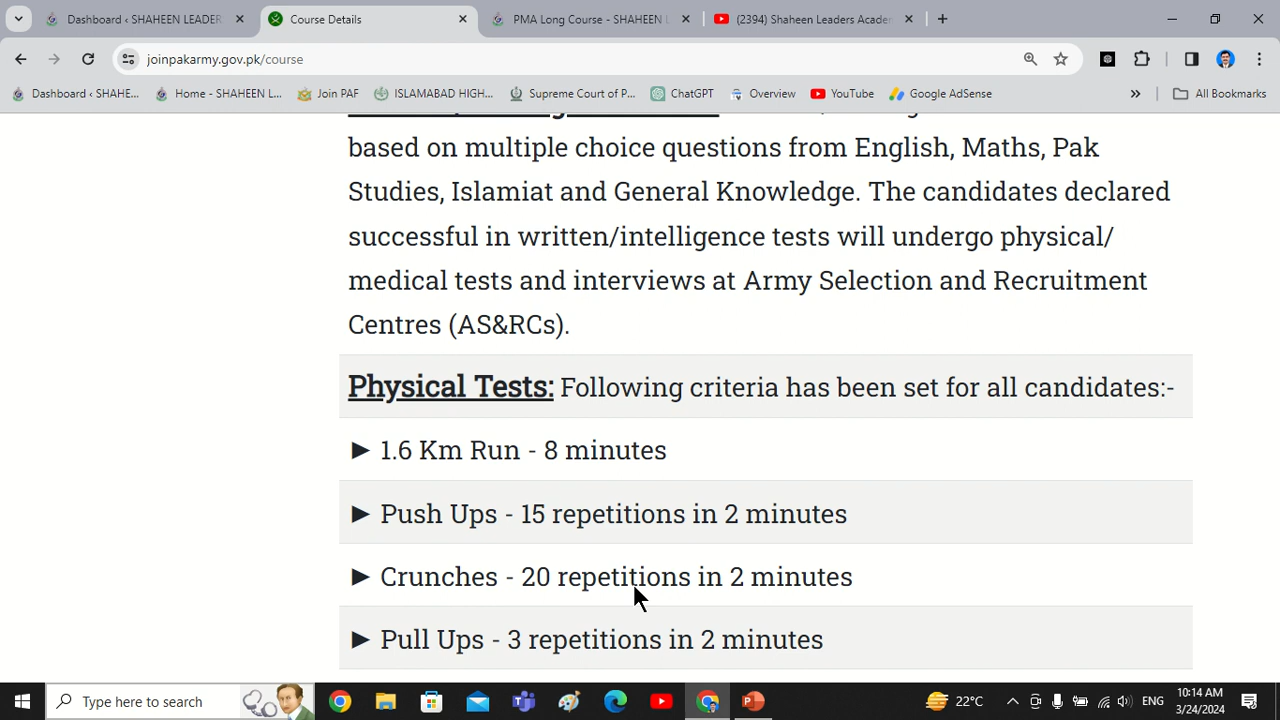 Dashboard ‹ SHAHEEN LEADER
Course Details
PMA Long Course - SHAHEEN L
(2394) Shaheen Leaders Acade
joinpakarmy.gov.pk/course
Dashboard ‹ SHAHE...
Home - SHAHEEN L...
Join PAF
ISLAMABAD HIGH...
Supreme Court of P...
ChatGPT
Overview
YouTube
Google AdSense
»
All Bookmarks
based on multiple choice questions from English, Maths, Pak
Studies, Islamiat and General Knowledge. The candidates declared
successful in written/intelligence tests will undergo physical/
medical tests and interviews at Army Selection and Recruitment
Centres (AS&RCs).
Physical Tests: Following criteria has been set for all candidates:-
► 1.6 Km Run - 8 minutes
► Push Ups - 15 repetitions in 2 minutes
► Crunches - 20 repetitions in 2 minutes
► Pull Ups - 3 repetitions in 2 minutes
Type here to search
22°C
ENG
10:14 AM
3/24/2024